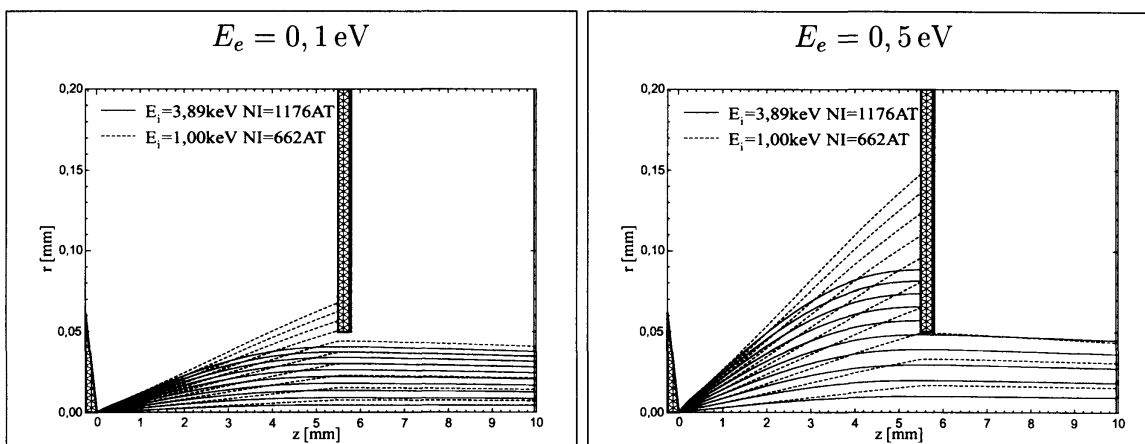 E_e = 0, 1 eV
0,20
0,15
0,10
0,05
0,00
r [mm]
E_i=3,89keV NI=1176AT
E_i=1,00keV NI=662AT
0 1 2 3 4 5 6 7 8 9 10
z [mm]
E_e = 0, 5 eV
0,20
0,15
0,10
0,05
0,00
r [mm]
E_i=3,89keV NI=1176AT
E_i=1,00keV NI=662AT
0 1 2 3 4 5 6 7 8 9 10
z [mm]